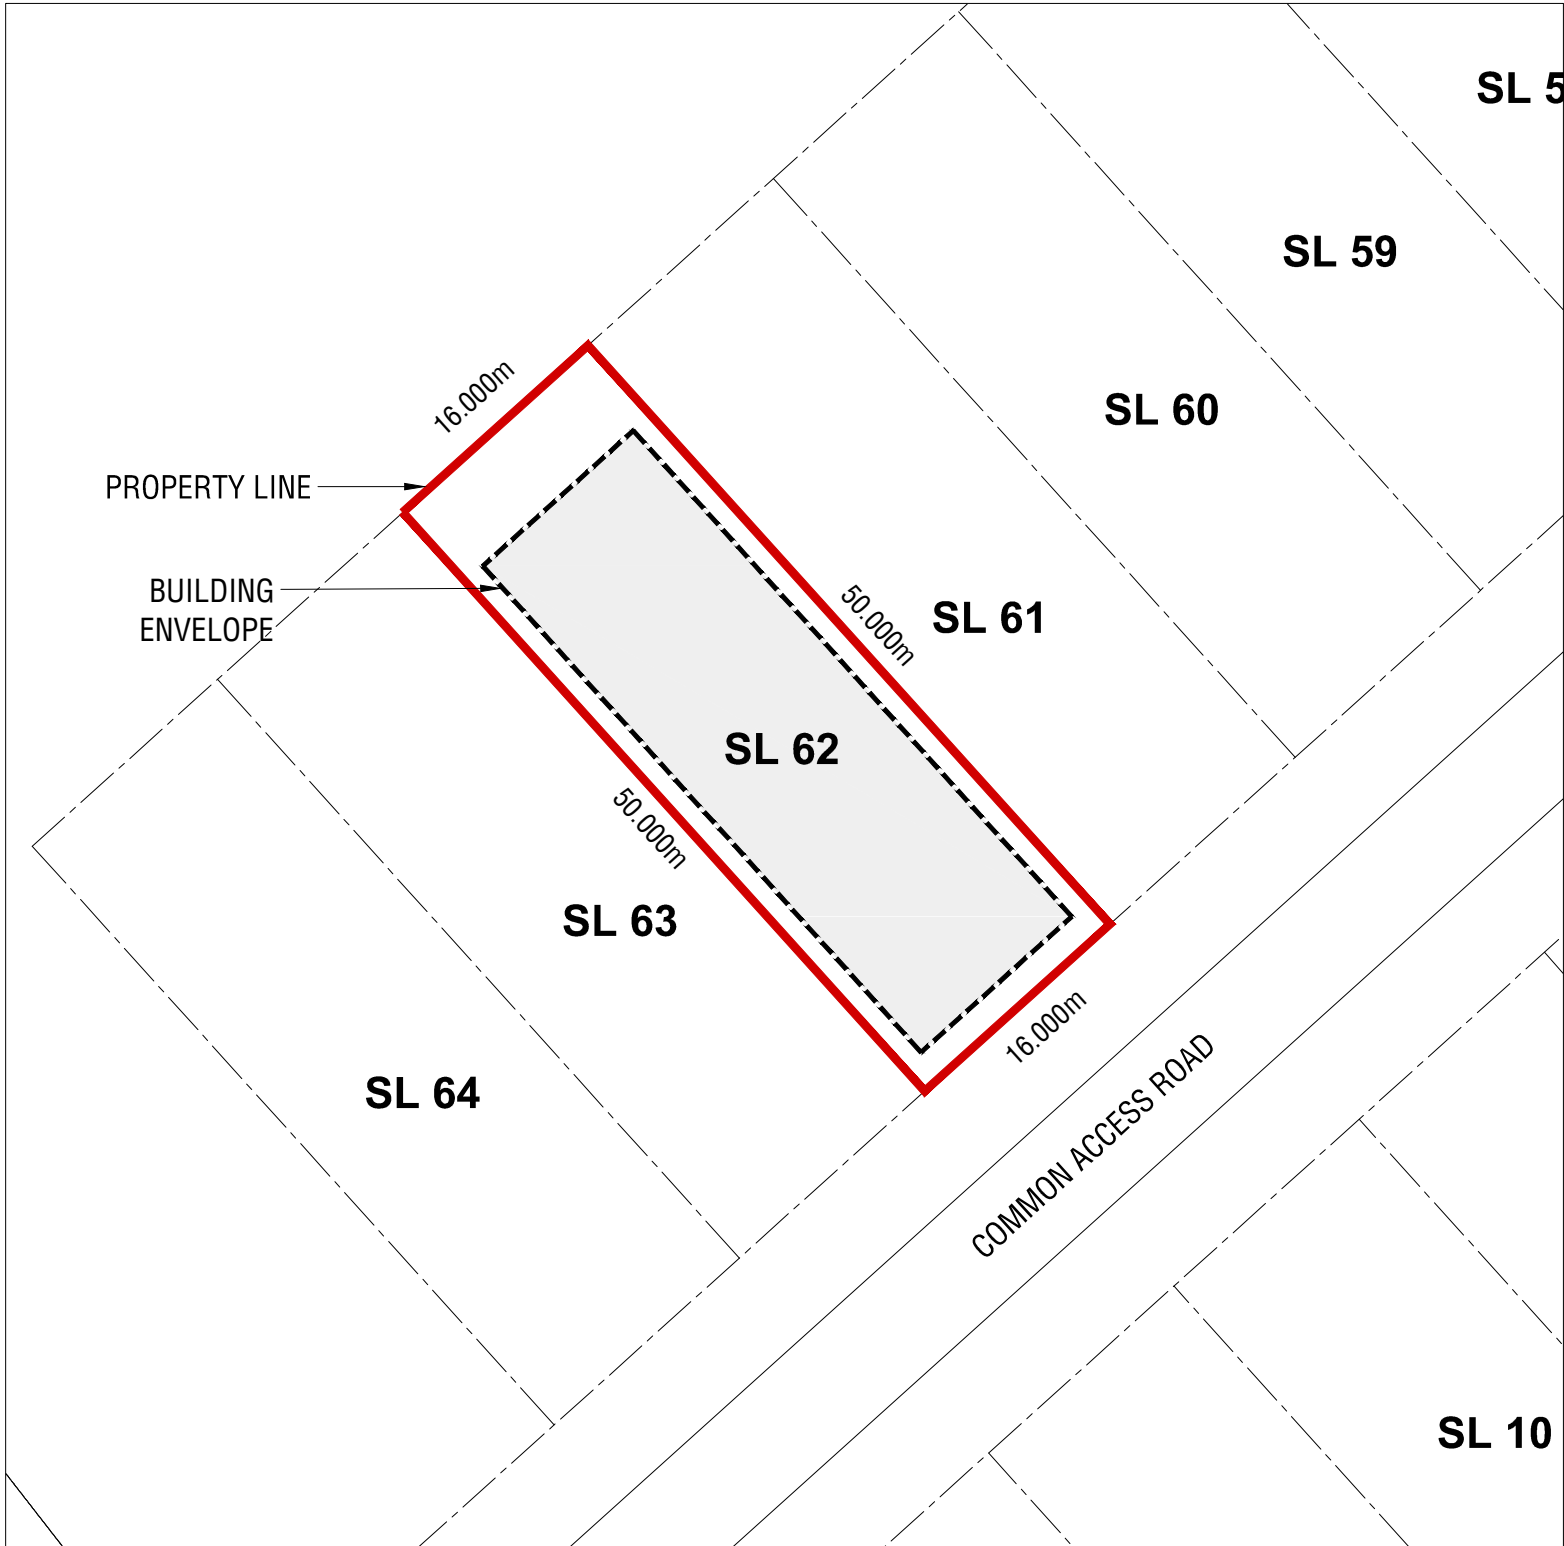 SL 5
SL 59
16.000m
SL 60
PROPERTY LINE
BUILDING
ENVELOPE
50.000m
SL 61
SL 62
50.000m
SL 63
16.000m
SL 64
COMMON ACCESS ROAD
SL 10